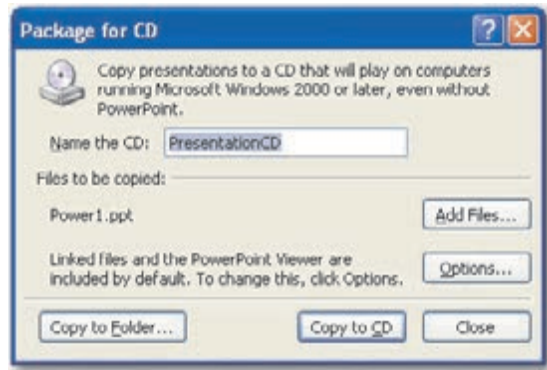 Package for CD
Copy presentations to a CD that will play on computers
running Microsoft Windows 2000 or later, even without
PowerPoint.
Name the CD: PresentationCD
Files to be copied:
Power1.ppt
Add Files...
Linked files and the PowerPoint Viewer are
included by default. To change this, click Options.
Options...
Copy to Folder...
Copy to CD
Close